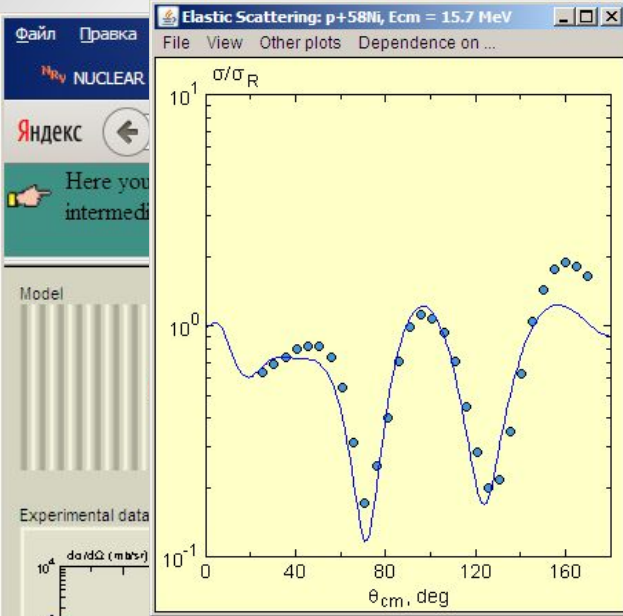 Файл Правка
NRV NUCLEAR
Яндекс
Here you
intermedi
Model
Experimental data
dσ/dΩ (mb/sr)
10⁴
Elastic Scattering: p+58Ni, Ecm = 15.7 MeV
File View Other plots Dependence on ...
σ/σR
10¹
10⁰
10⁻¹
0 40 80 120 160
θcm, deg